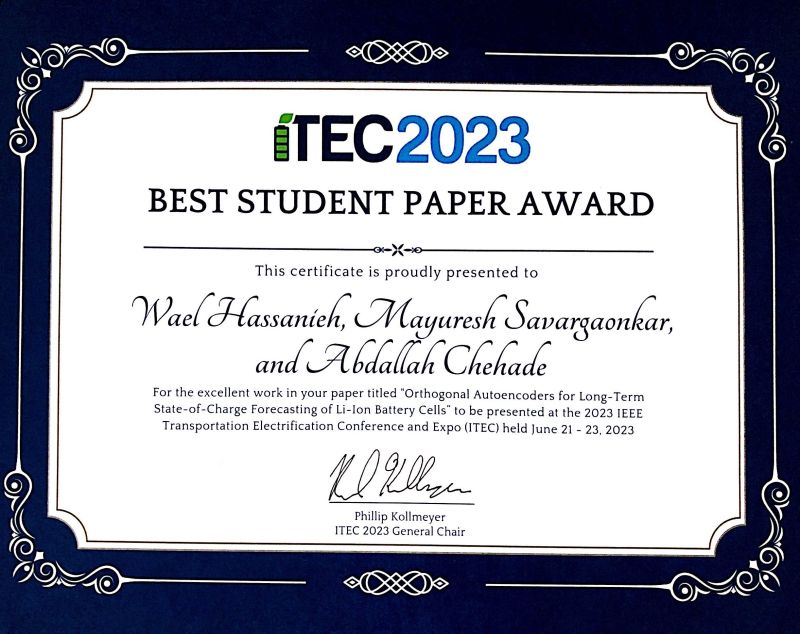 iTEC2023
BEST STUDENT PAPER AWARD
This certificate is proudly presented to
Wael Hassanieh, Mayuresh Savargaonkar,
and Abdallah Chehade
For the excellent work in your paper titled "Orthogonal Autoencoders for Long-Term
State-of-Charge Forecasting of Li-Ion Battery Cells" to be presented at the 2023 IEEE
Transportation Electrification Conference and Expo (ITEC) held June 21 - 23, 2023
Phillip Kollmeyer
ITEC 2023 General Chair